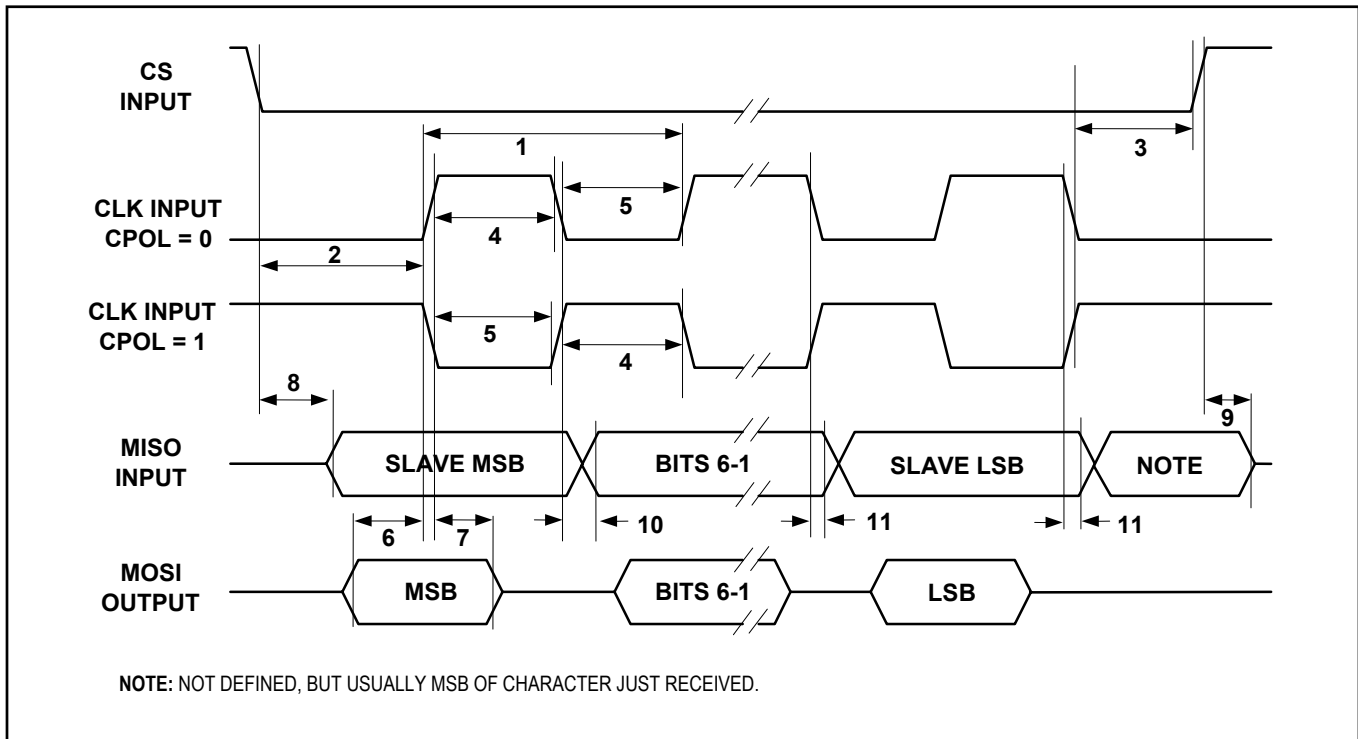 CS
INPUT
1
3
CLK INPUT
CPOL = 0
5
4
2
CLK INPUT
CPOL = 1
5
4
8
9
MISO
INPUT
SLAVE MSB
BITS 6-1
SLAVE LSB
NOTE
6
7
10
11
11
MOSI
OUTPUT
MSB
BITS 6-1
LSB
NOTE: NOT DEFINED, BUT USUALLY MSB OF CHARACTER JUST RECEIVED.